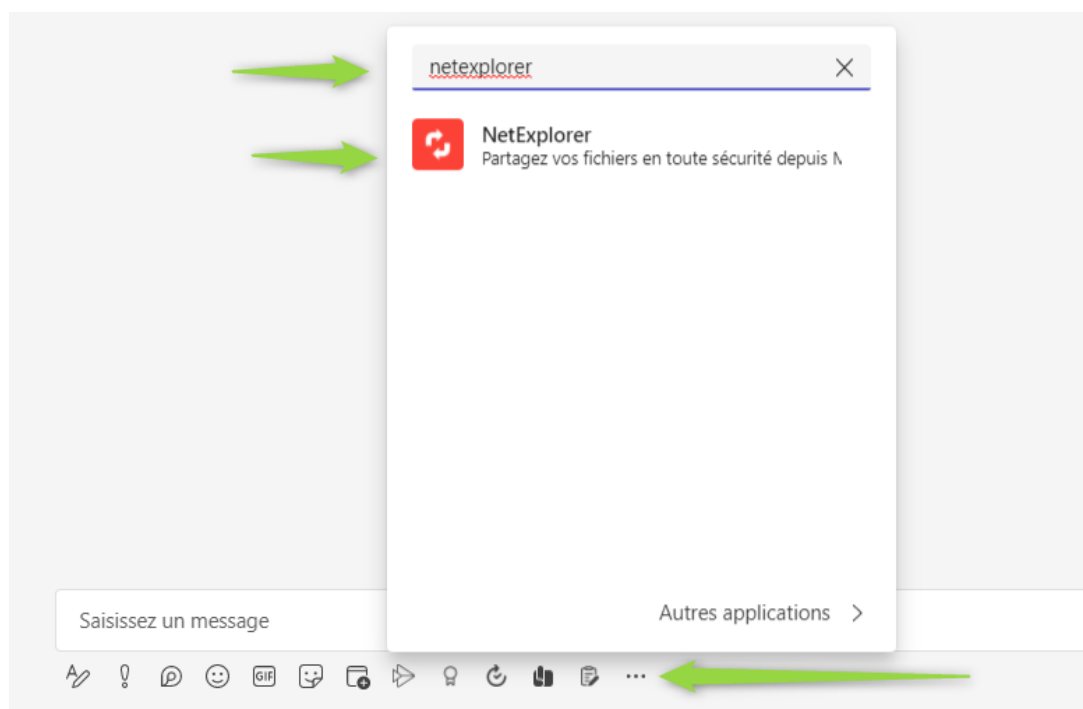 netexplorer
NetExplorer
Partagez vos fichiers en toute sécurité depuis
Autres applications
Saisissez un message
GIF